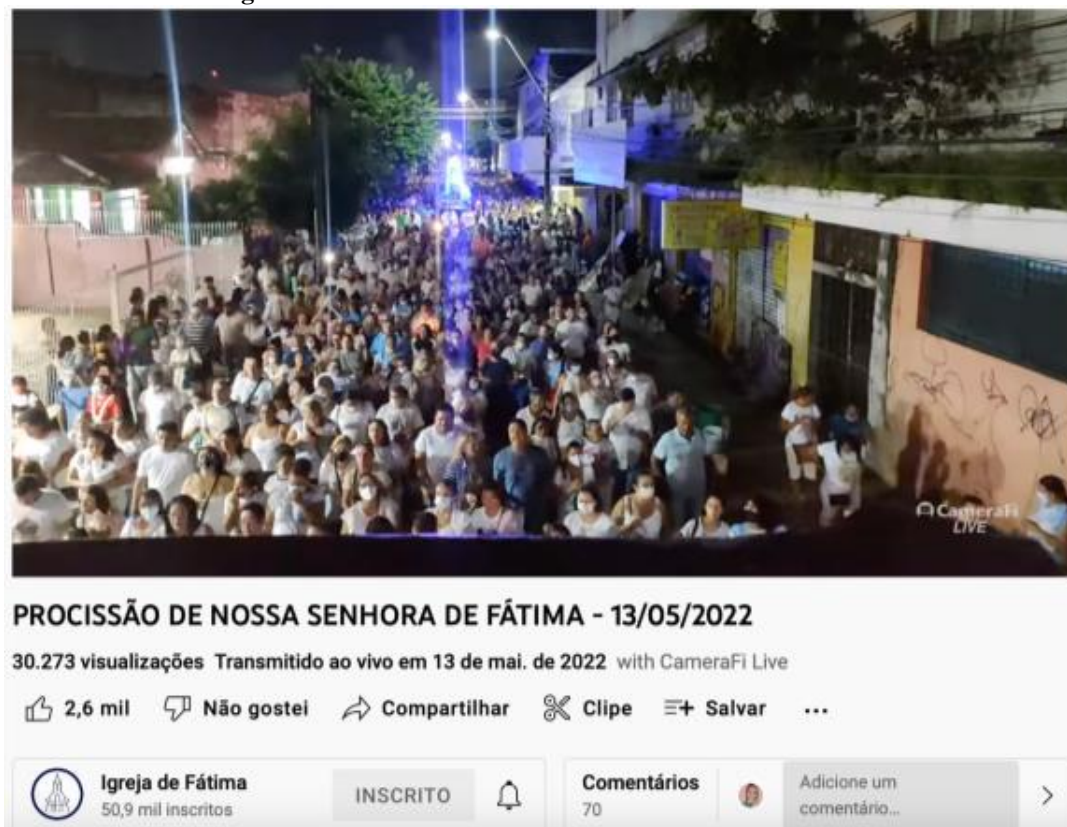 CameraFi
LIVE
PROCISSÃO DE NOSSA SENHORA DE FÁTIMA - 13/05/2022
30.273 visualizações Transmitido ao vivo em 13 de mai. de 2022 with CameraFi Live
2,6 mil Não gostei Compartilhar Clipe Salvar ...
Igreja de Fátima
50,9 mil inscritos
INSCRITO
Comentários
70
Adicione um
comentário...